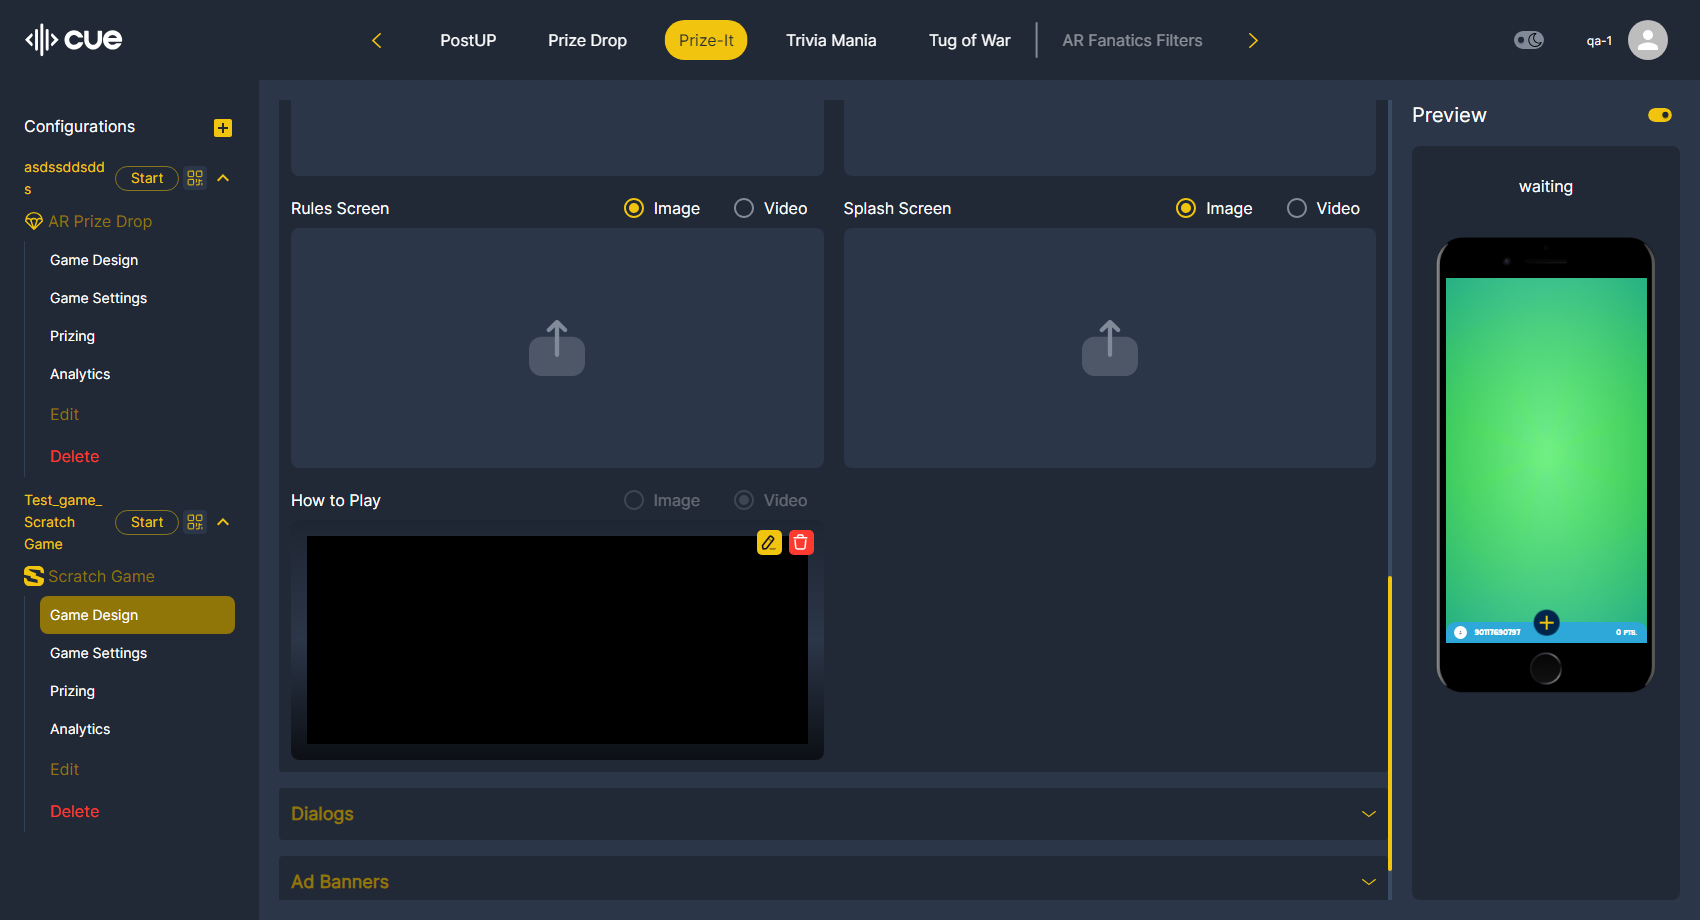 cue
PostUP
Prize Drop
Prize-It
Trivia Mania
Tug of War
AR Fanatics Filters
qa-1
Configurations
asdssddsdd
s
Start
AR Prize Drop
Game Design
Game Settings
Prizing
Analytics
Edit
Delete
Test_game_
Scratch
Game
Start
Scratch Game
Game Design
Game Settings
Prizing
Analytics
Edit
Delete
Rules Screen
Image
Video
Splash Screen
Image
Video
How to Play
Image
Video
Dialogs
Ad Banners
Preview
waiting
90117690797
0 PTS.